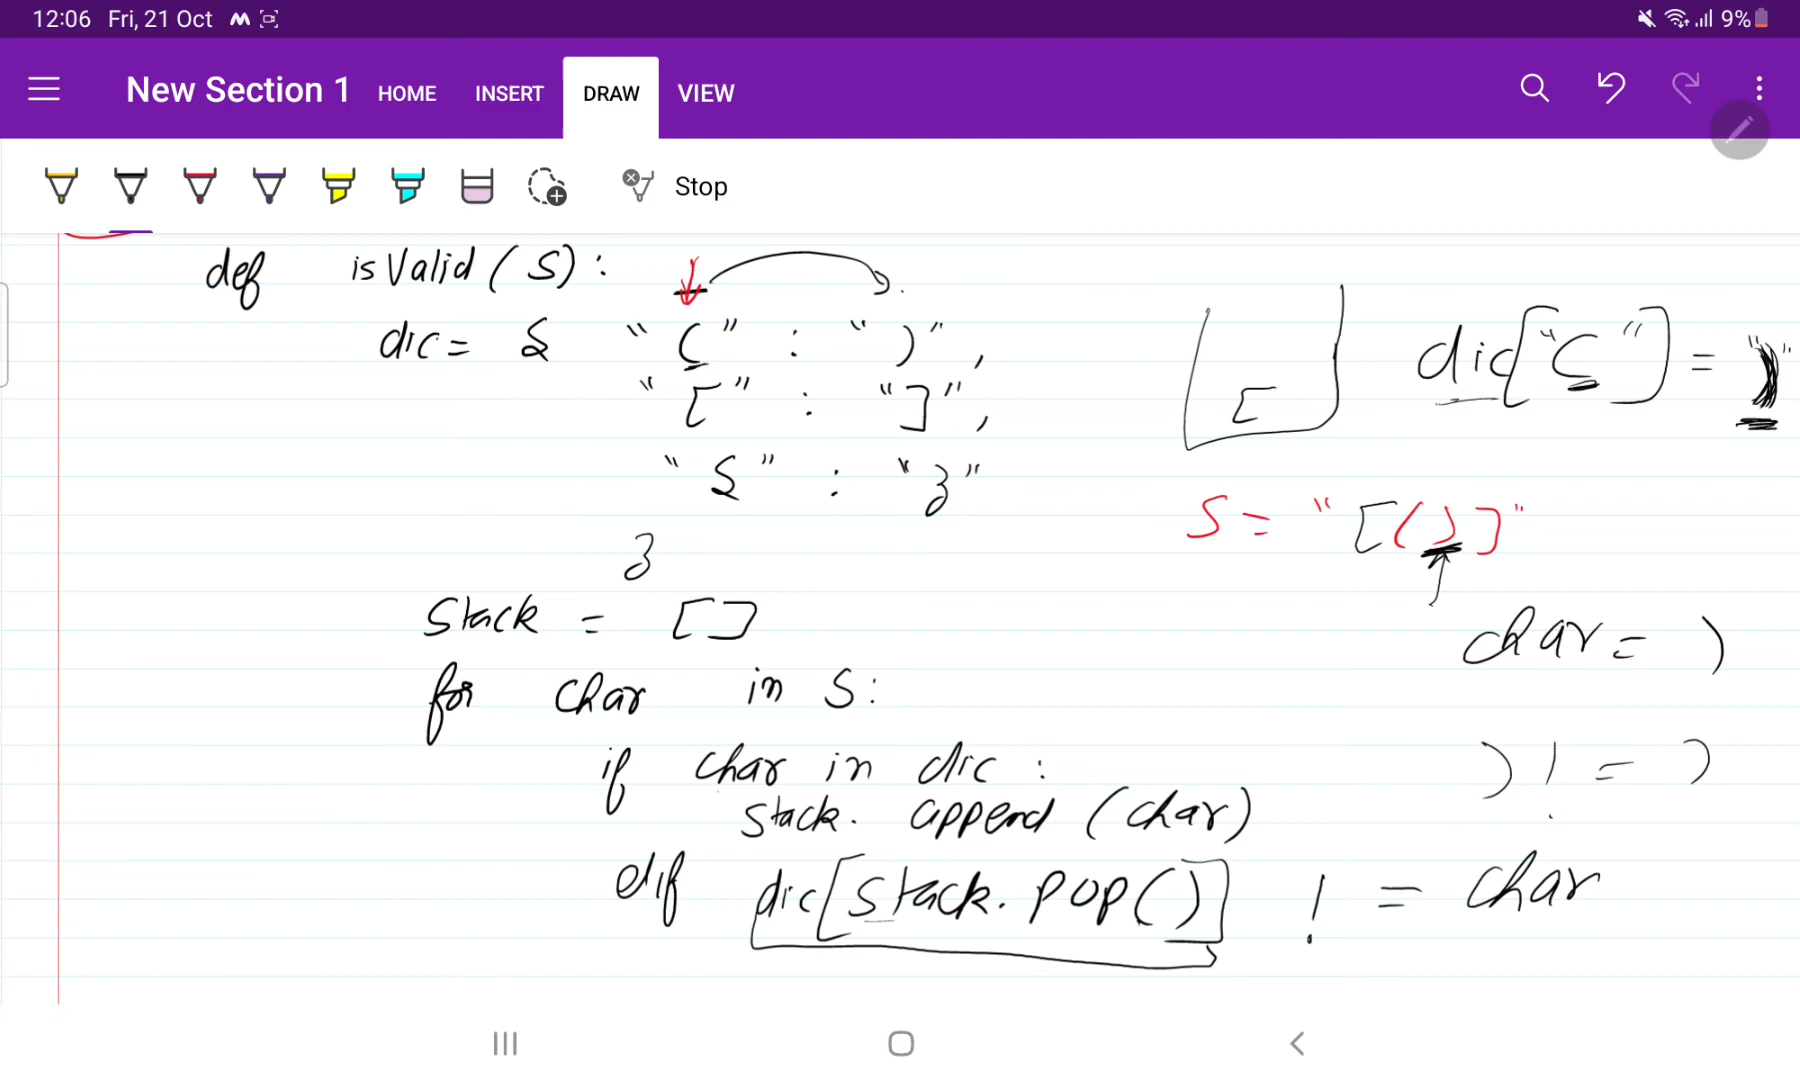 12:06 Fri, 21 Oct 9%
New Section 1 HOME INSERT DRAW VIEW
Stop
def isValid(S):
dic = { "(" : ")",
"[" : "]",
"{" : "}"
}
[
dic["("] = ")"
S = "[()]"
Stack = []
char = )
for char in S:
if char in dic :
) != )
stack. append (char)
elif dic[stack.pop()] != char